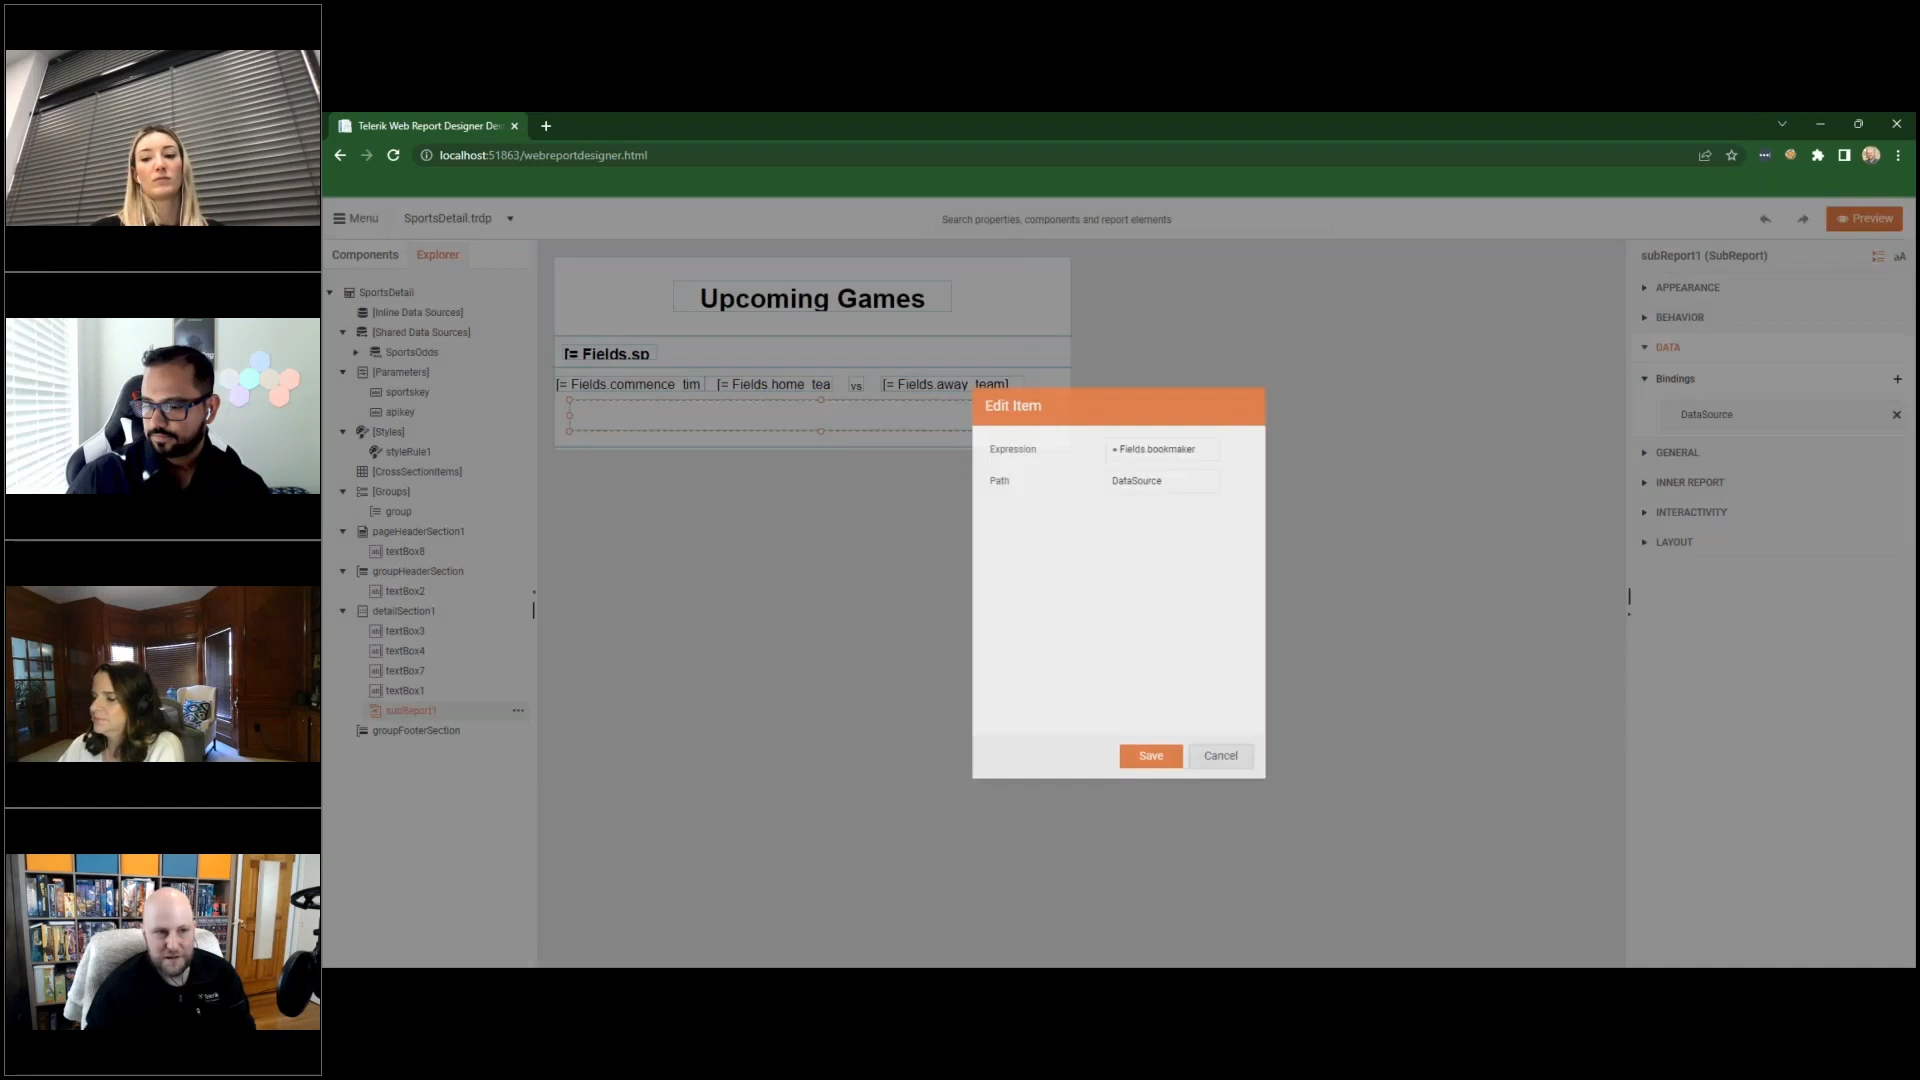 Telerik Web Report Designer Den
localhost:51863/webreportdesigner.html
Menu
SportsDetail.trdp
Search properties, components and report elements
Preview
Components
Explorer
SportsDetail
[Inline Data Sources]
[Shared Data Sources]
SportsOdds
[Parameters]
sportskey
apikey
[Styles]
styleRule1
[CrossSectionItems]
[Groups]
group
pageHeaderSection1
textBox8
groupHeaderSection
textBox2
detailSection1
textBox3
textBox4
textBox7
textBox1
subReport1
groupFooterSection
Upcoming Games
[= Fields.sp
[= Fields.commence_tim
[= Fields.home_tea
vs
[= Fields.away_team]
Edit Item
Expression
= Fields.bookmaker
Path
DataSource
Save
Cancel
subReport1 (SubReport)
aA
APPEARANCE
BEHAVIOR
DATA
Bindings
DataSource
GENERAL
INNER REPORT
INTERACTIVITY
LAYOUT
Telerik